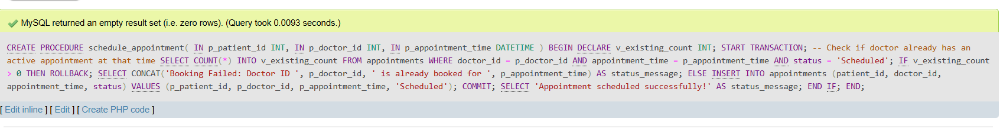 MySQL returned an empty result set (i.e. zero rows). (Query took 0.0093 seconds.)
CREATE PROCEDURE schedule_appointment( IN p_patient_id INT, IN p_doctor_id INT, IN p_appointment_time DATETIME ) BEGIN DECLARE v_existing_count INT; START TRANSACTION; -- Check if doctor already has an
active appointment at that time SELECT COUNT(*) INTO v_existing_count FROM appointments WHERE doctor_id = p_doctor_id AND appointment_time = p_appointment_time AND status = 'Scheduled'; IF v_existing_count
> 0 THEN ROLLBACK; SELECT CONCAT('Booking Failed: Doctor ID ', p_doctor_id, ' is already booked for ', p_appointment_time) AS status_message; ELSE INSERT INTO appointments (patient_id, doctor_id,
appointment_time, status) VALUES (p_patient_id, p_doctor_id, p_appointment_time, 'Scheduled'); COMMIT; SELECT 'Appointment scheduled successfully!' AS status_message; END IF; END;
[ Edit inline ] [ Edit ] [ Create PHP code ]